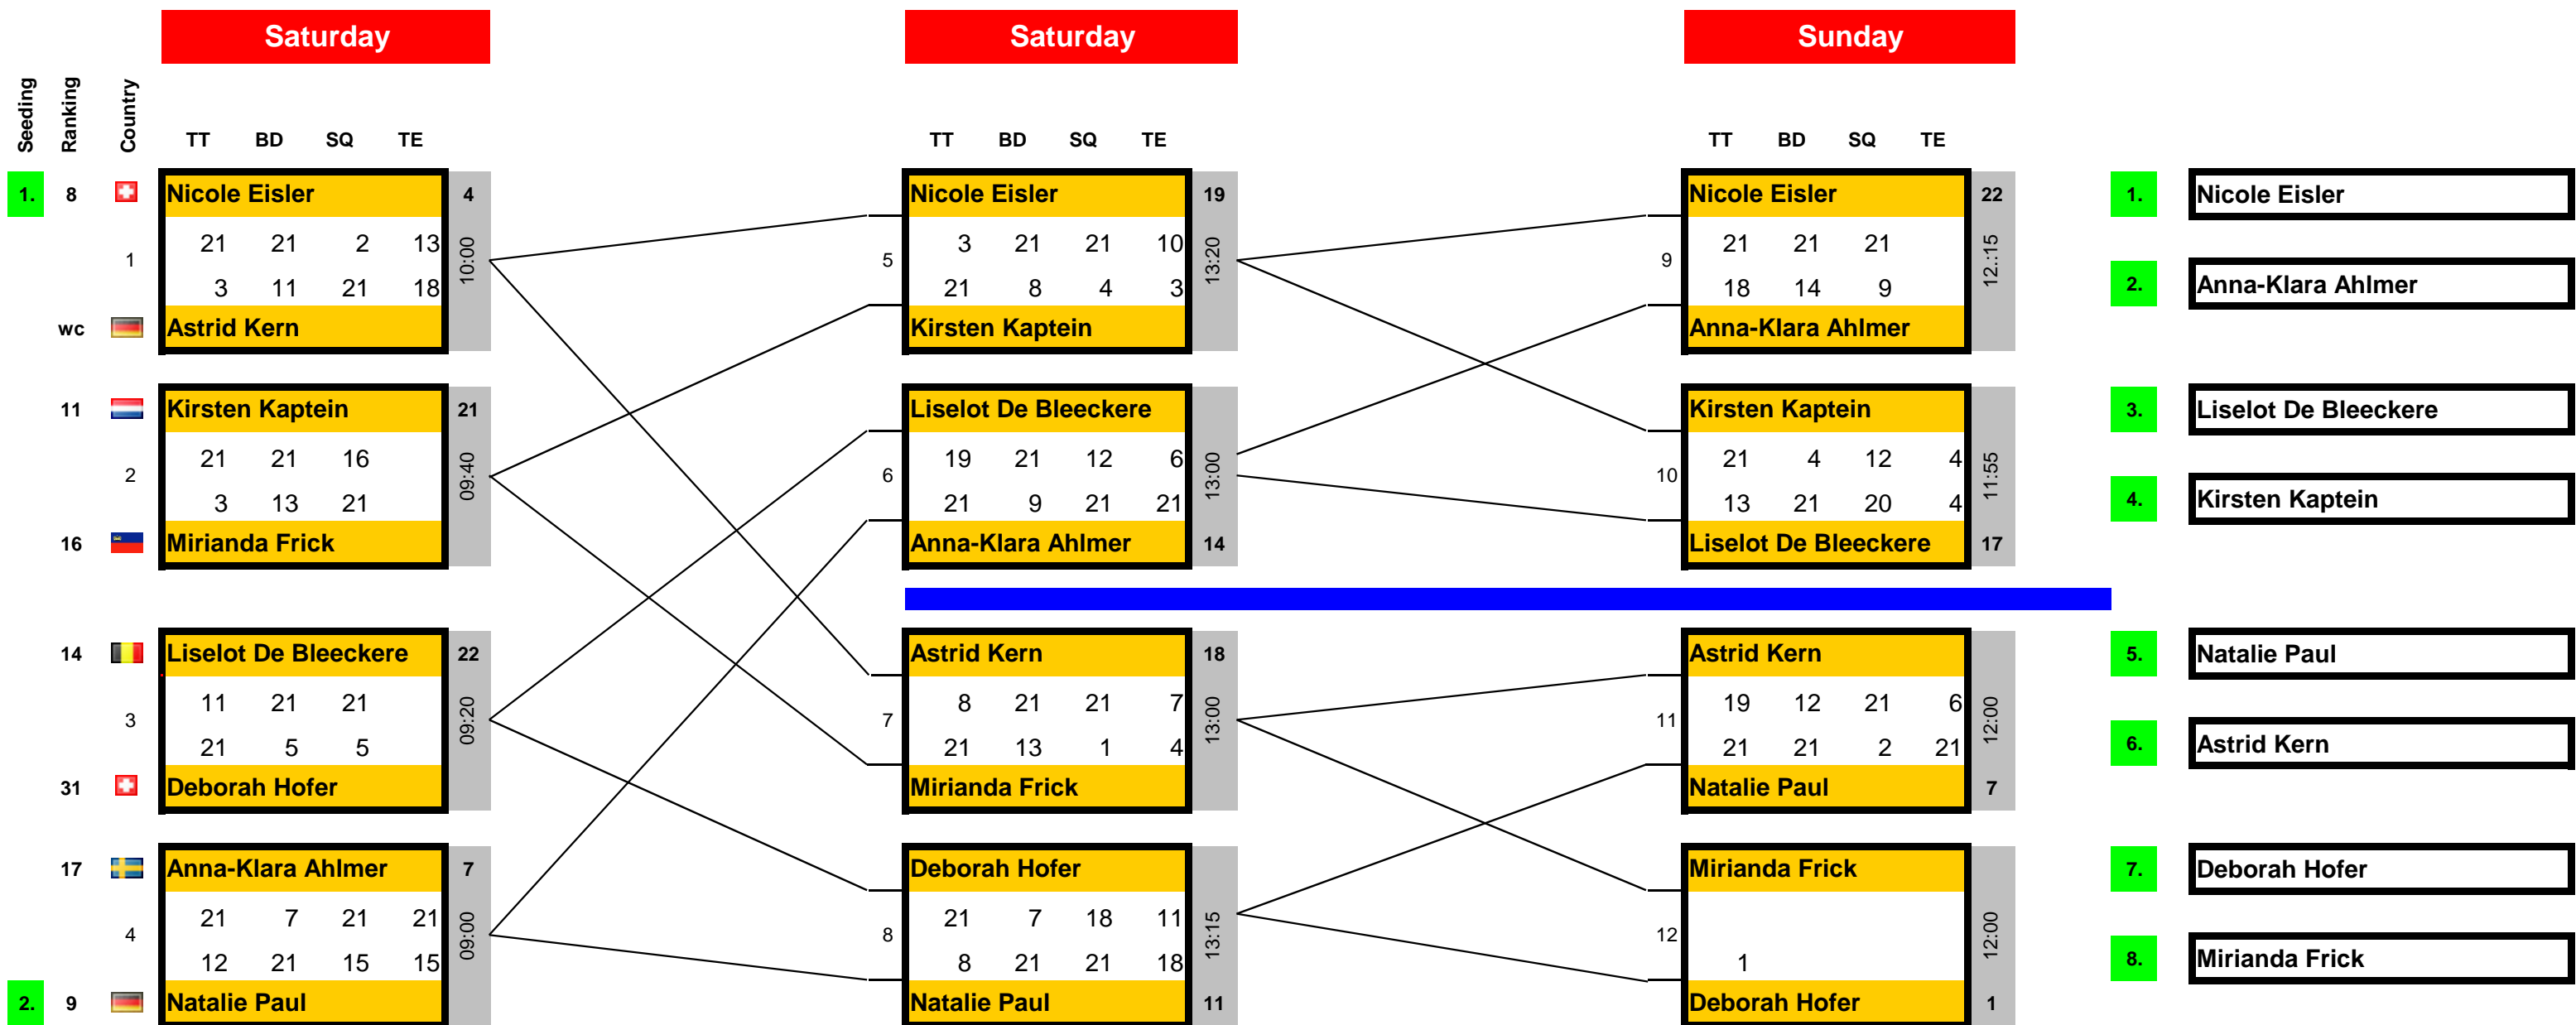 Saturday Saturday Sunday
Seeding Ranking Country
TT BD SQ TE TT BD SQ TE TT BD SQ TE
1. 8 Nicole Eisler 4 Nicole Eisler 19 Nicole Eisler 22 1. Nicole Eisler
21 21 2 13 3 21 21 10 21 21 21
1 10:00 5 13:20 9 12.:15
3 11 21 18 21 8 4 3 18 14 9 2. Anna-Klara Ahlmer
wc Astrid Kern Kirsten Kaptein Anna-Klara Ahlmer
11 Kirsten Kaptein 21 Liselot De Bleeckere Kirsten Kaptein 3. Liselot De Bleeckere
21 21 16 19 21 12 6 21 4 12 4
2 09:40 6 13:00 10 11:55
3 13 21 21 9 21 21 13 21 20 4 4. Kirsten Kaptein
16 Mirianda Frick Anna-Klara Ahlmer 14 Liselot De Bleeckere 17
14 Liselot De Bleeckere 22 Astrid Kern 18 Astrid Kern 5. Natalie Paul
11 21 21 8 21 21 7 19 12 21 6
3 09:20 7 13:00 11 12:00
21 5 5 21 13 1 4 21 21 2 21 6. Astrid Kern
31 Deborah Hofer Mirianda Frick Natalie Paul 7
17 Anna-Klara Ahlmer 7 Deborah Hofer Mirianda Frick 7. Deborah Hofer
21 7 21 21 21 7 18 11
4 09:00 8 13:15 12 12:00
12 21 15 15 8 21 21 18 1 8. Mirianda Frick
2. 9 Natalie Paul Natalie Paul 11 Deborah Hofer 1